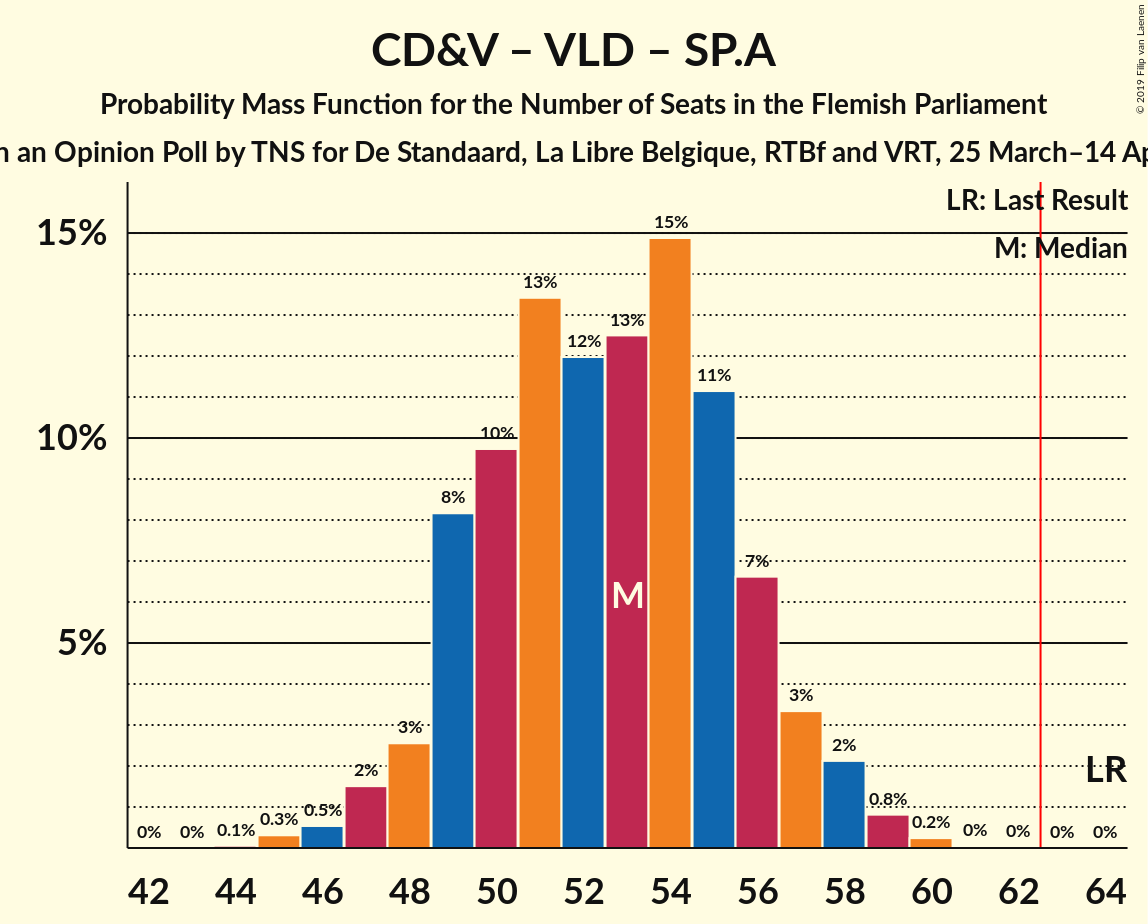 CD&V – VLD – SP.A
Probability Mass Function for the Number of Seats in the Flemish Parliament
an Opinion Poll by TNS for De Standaard, La Libre Belgique, RTBf and VRT, 25 March–14
© 2019 Filip van Laenen
LR: Last Result
M: Median
15%
10%
5%
0% 0% 0.1% 0.3% 0.5% 2% 3% 8% 10% 13% 12% 13% 15% 11% 7% 3% 2% 0.8% 0.2% 0% 0% 0% 0%
M
LR
42 44 46 48 50 52 54 56 58 60 62 64